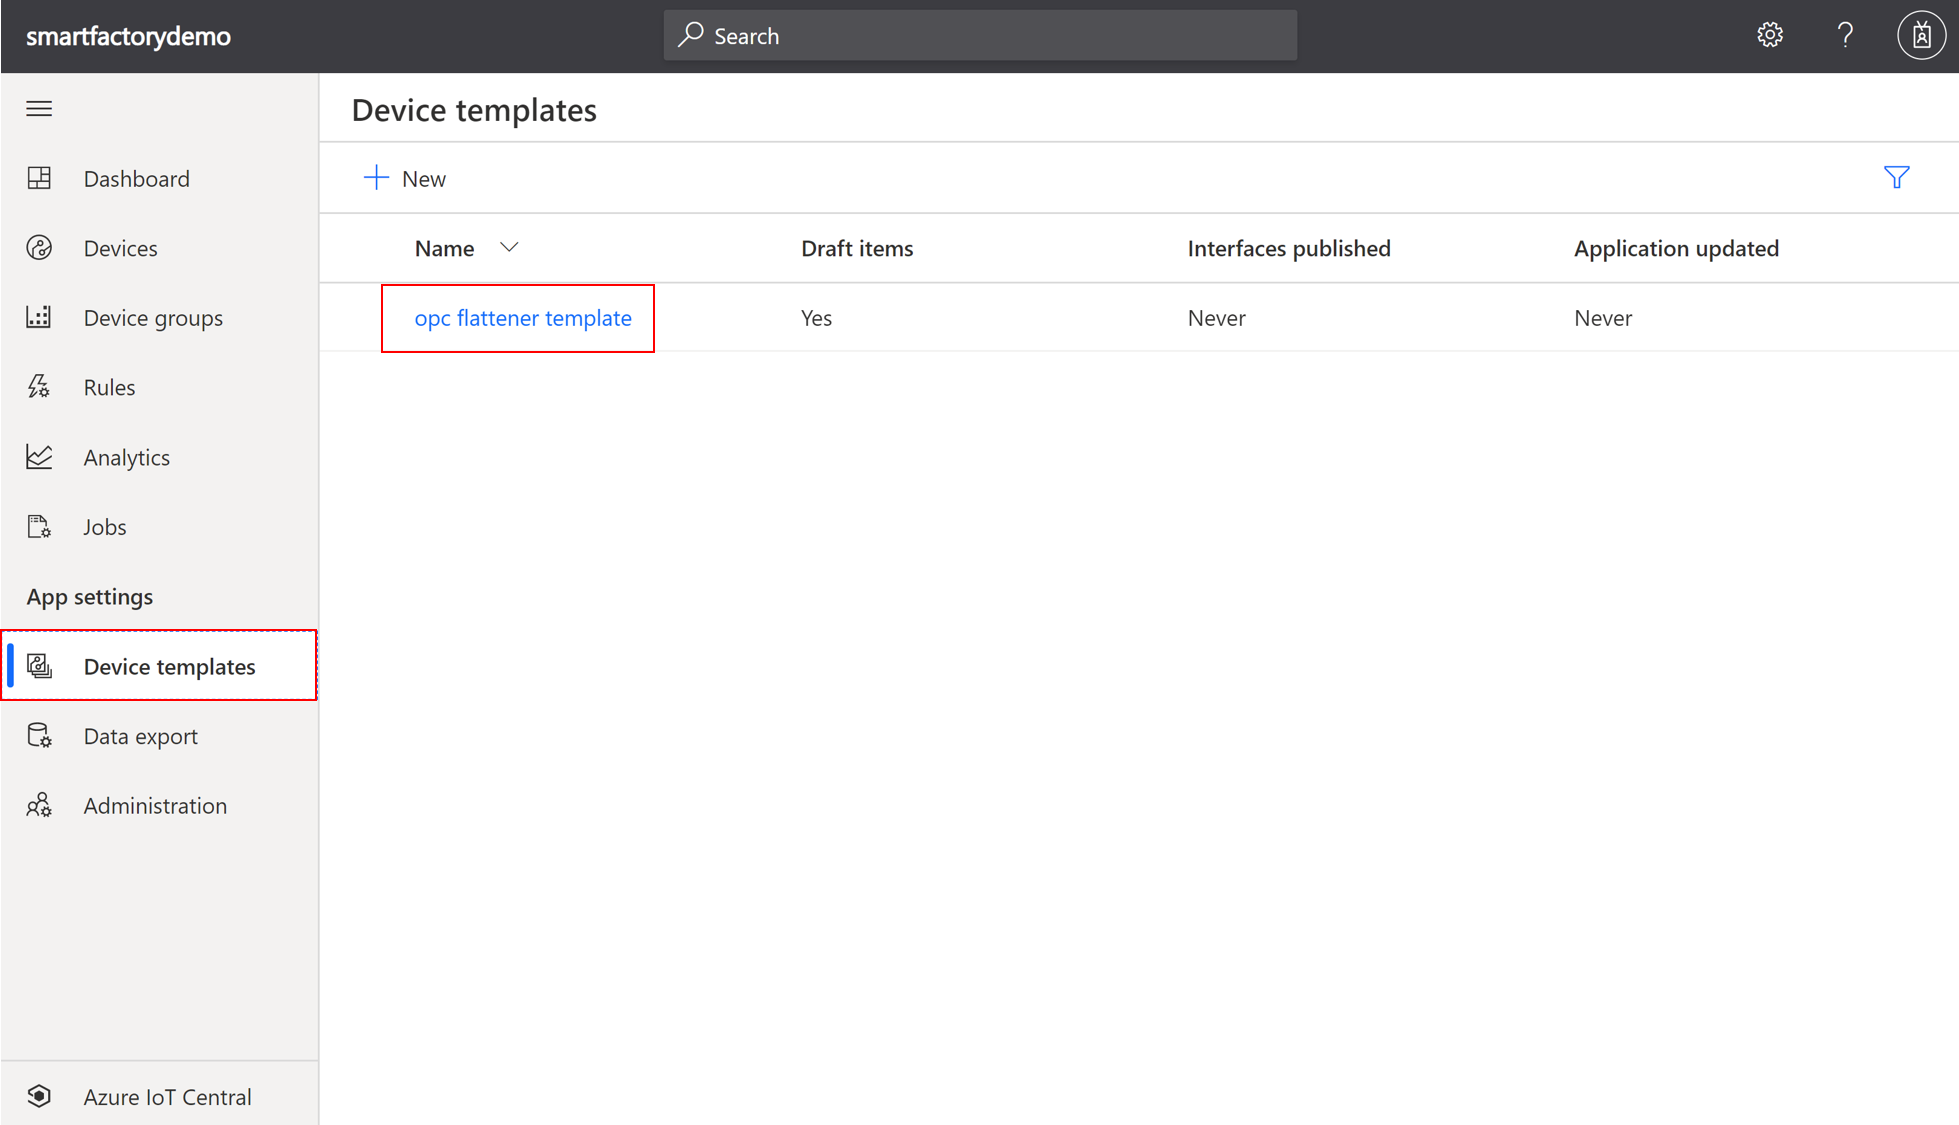 smartfactorydemo
Search
?
Device templates
New
Name Draft items Interfaces published Application updated
opc flattener template Yes Never Never
Dashboard
Devices
Device groups
Rules
Analytics
Jobs
App settings
Device templates
Data export
Administration
Azure IoT Central